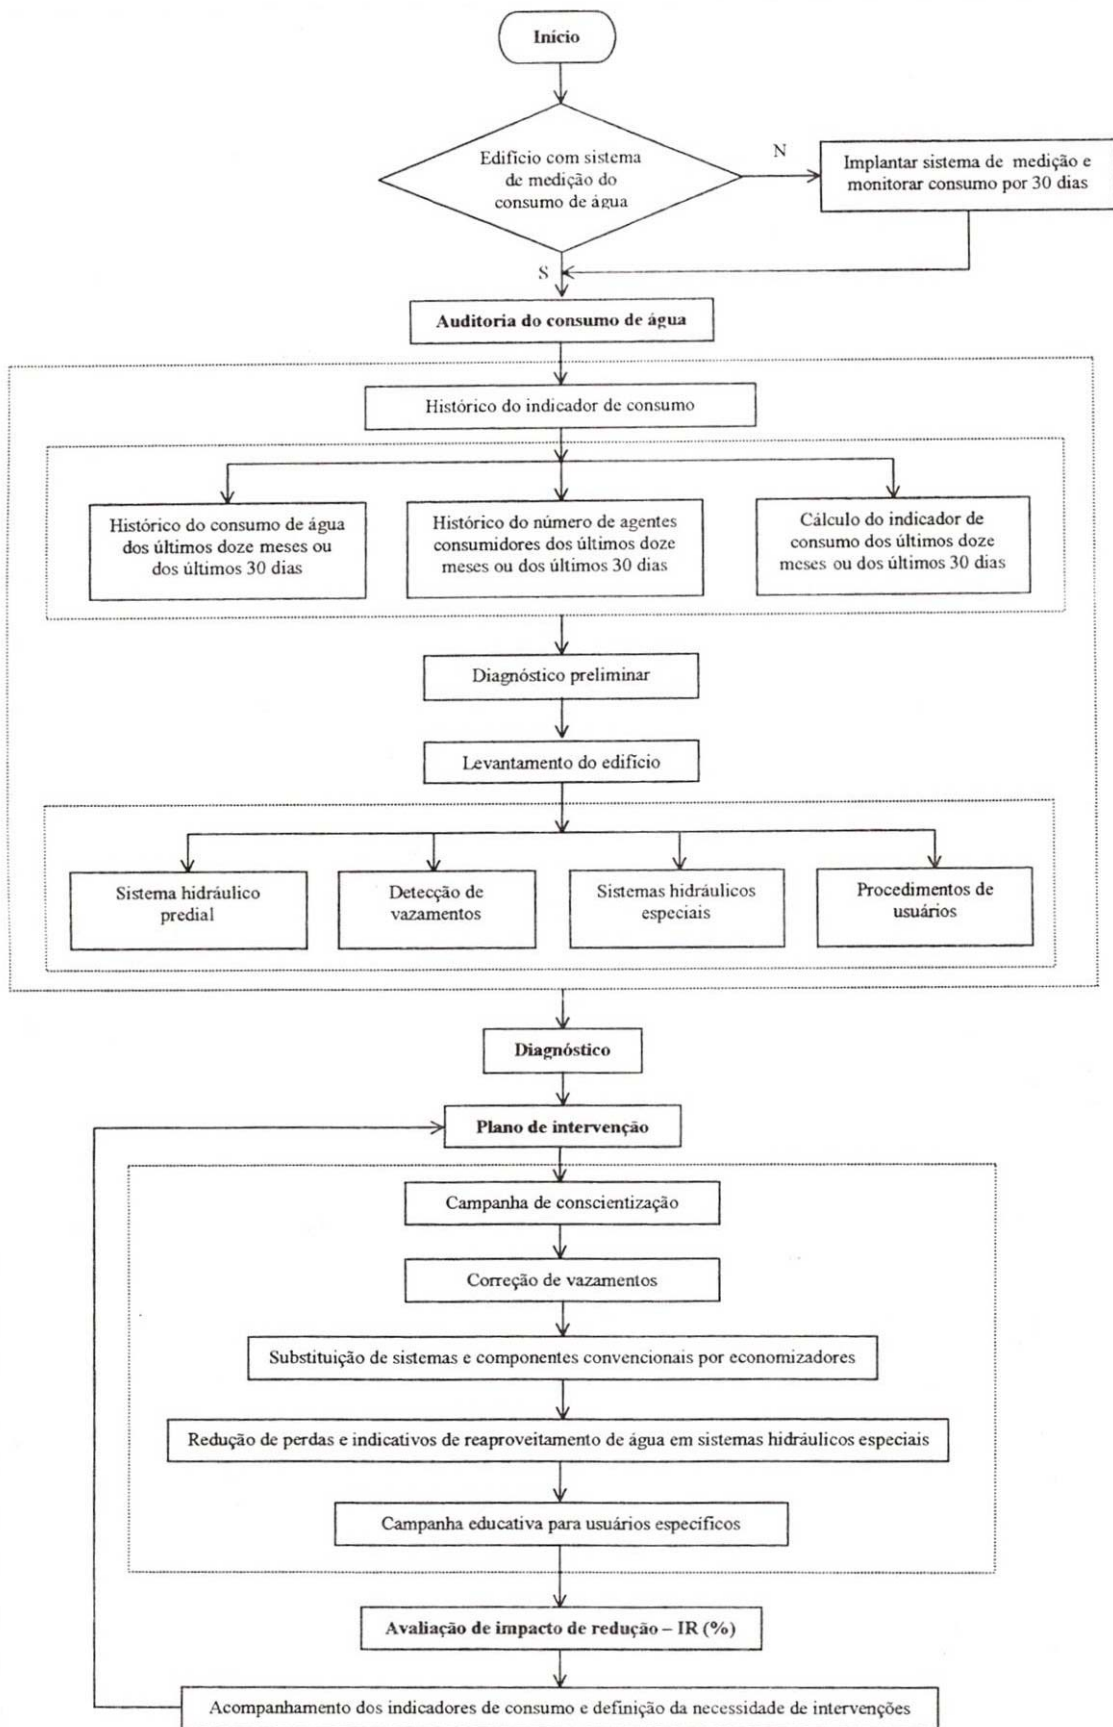 Início
Edifício com sistema
de medição do
consumo de água
N
Implantar sistema de medição e
monitorar consumo por 30 dias
S
Auditoria do consumo de água
Histórico do indicador de consumo
Histórico do consumo de água
dos últimos doze meses ou
dos últimos 30 dias
Histórico do número de agentes
consumidores dos últimos doze
meses ou dos últimos 30 dias
Cálculo do indicador de
consumo dos últimos doze
meses ou dos últimos 30 dias
Diagnóstico preliminar
Levantamento do edifício
Sistema hidráulico
predial
Detecção de
vazamentos
Sistemas hidráulicos
especiais
Procedimentos de
usuários
Diagnóstico
Plano de intervenção
Campanha de conscientização
Correção de vazamentos
Substituição de sistemas e componentes convencionais por economizadores
Redução de perdas e indicativos de reaproveitamento de água em sistemas hidráulicos especiais
Campanha educativa para usuários específicos
Avaliação de impacto de redução – IR (%)
Acompanhamento dos indicadores de consumo e definição da necessidade de intervenções